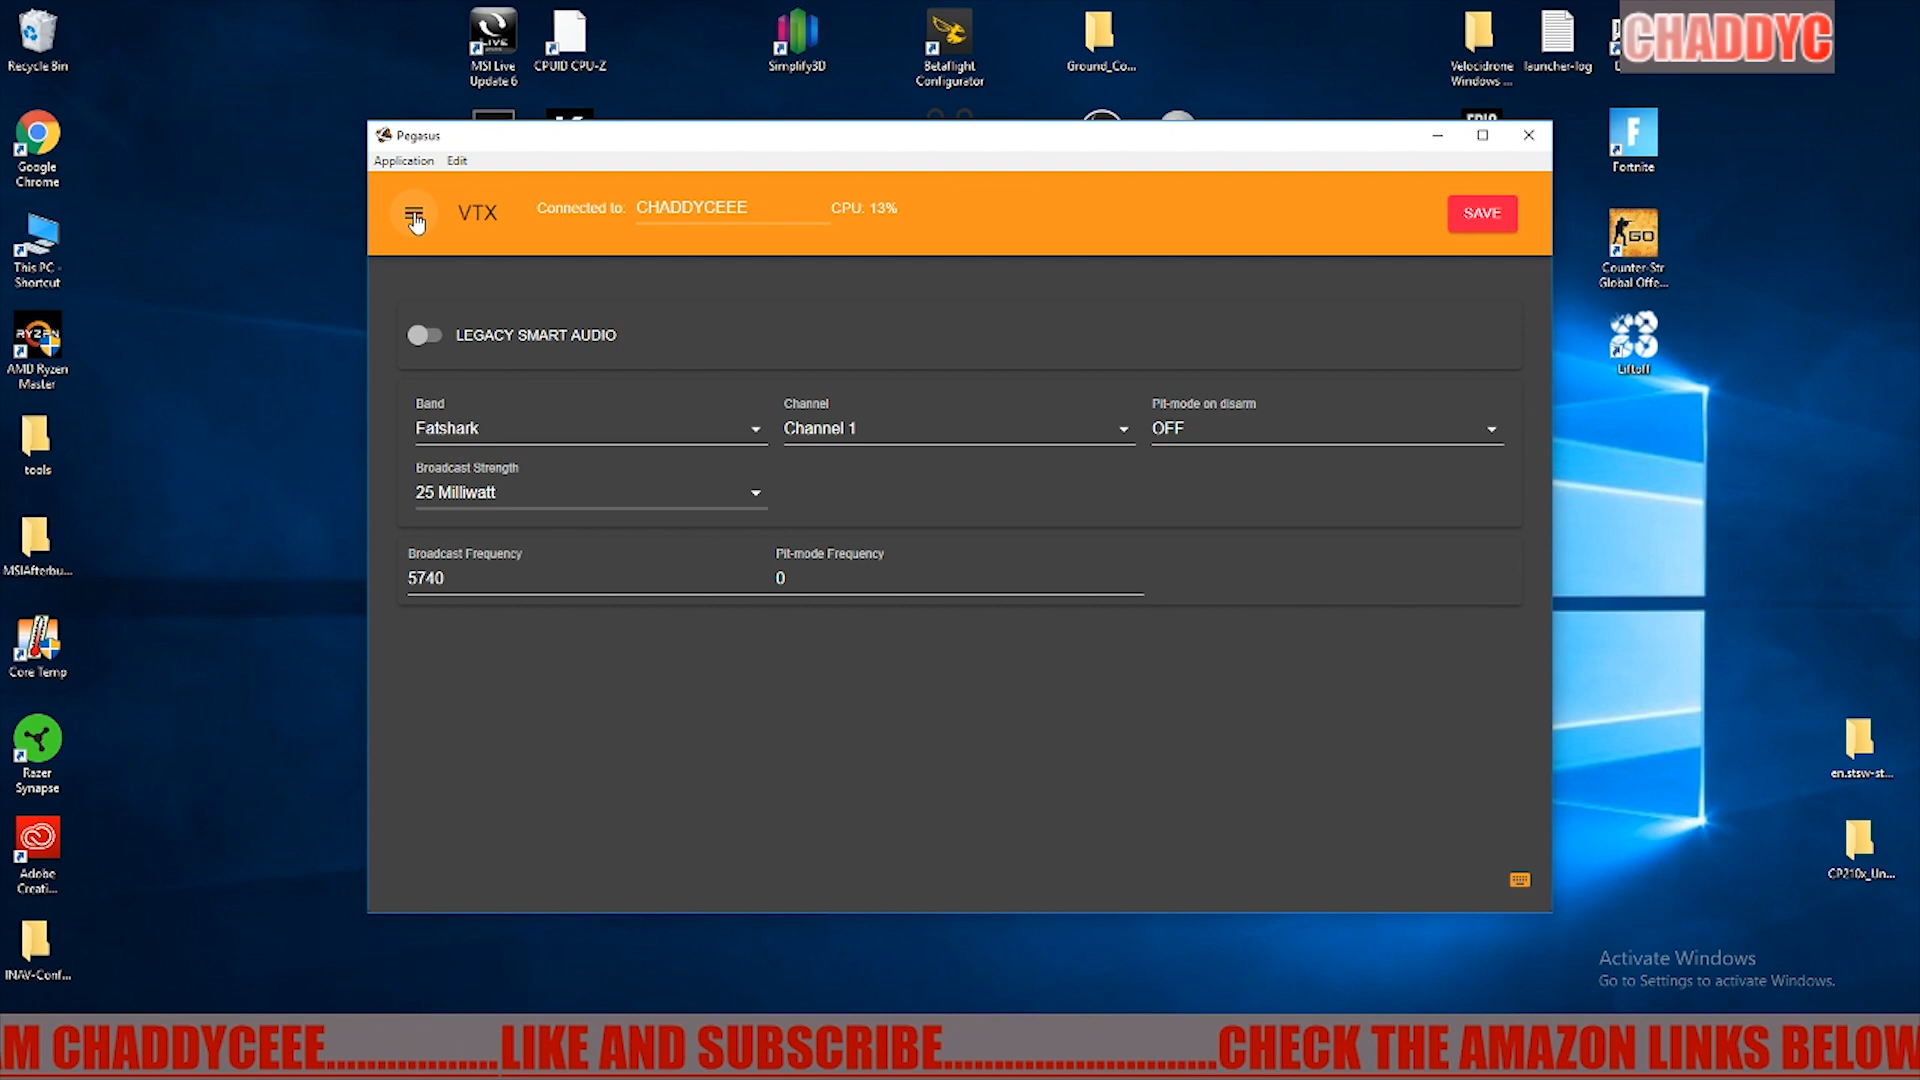 Recycle Bin
MSI Live
Update 6
CPUID CPU-Z
Simplify3D
Betaflight
Configurator
Ground_Co...
Velocidrone
Windows ...
launcher-log
CHADDYC
Google
Chrome
This PC -
Shortcut
RYZEN
AMD Ryzen
Master
tools
MSIAfterbu...
Core Temp
Razer
Synapse
Adobe
Creati...
INAV-Conf...
Pegasus
Application Edit
VTX
Connected to: CHADDYCEEE
CPU: 13%
SAVE
LEGACY SMART AUDIO
Band
Fatshark
Channel
Channel 1
Pit-mode on disarm
OFF
Broadcast Strength
25 Milliwatt
Broadcast Frequency
5740
Pit-mode Frequency
0
Fortnite
GO
Counter-Str
Global Offe...
Liftoff
en.stsw-st...
CP210x_Un...
Activate Windows
Go to Settings to activate Windows.
M CHADDYCEEE.................LIKE AND SUBSCRIBE...........................CHECK THE AMAZON LINKS BELOW